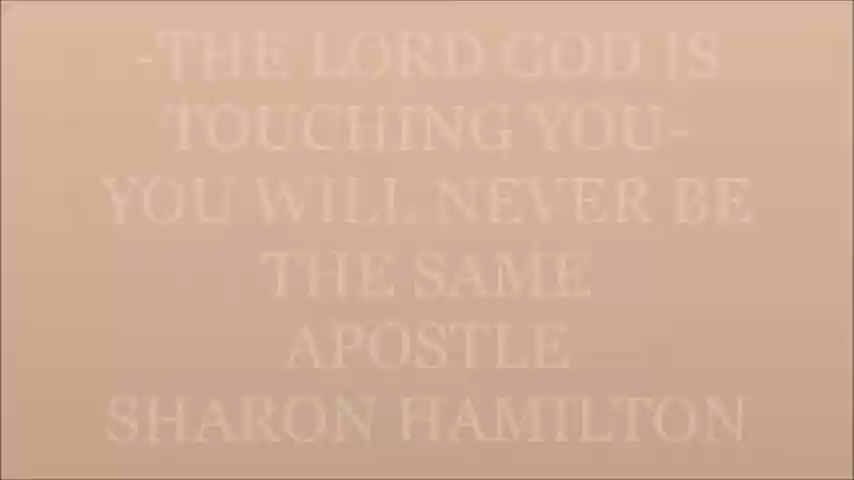 -THE LORD GOD IS
TOUCHING YOU-
YOU WILL NEVER BE
THE SAME
APOSTLE
SHARON HAMILTON